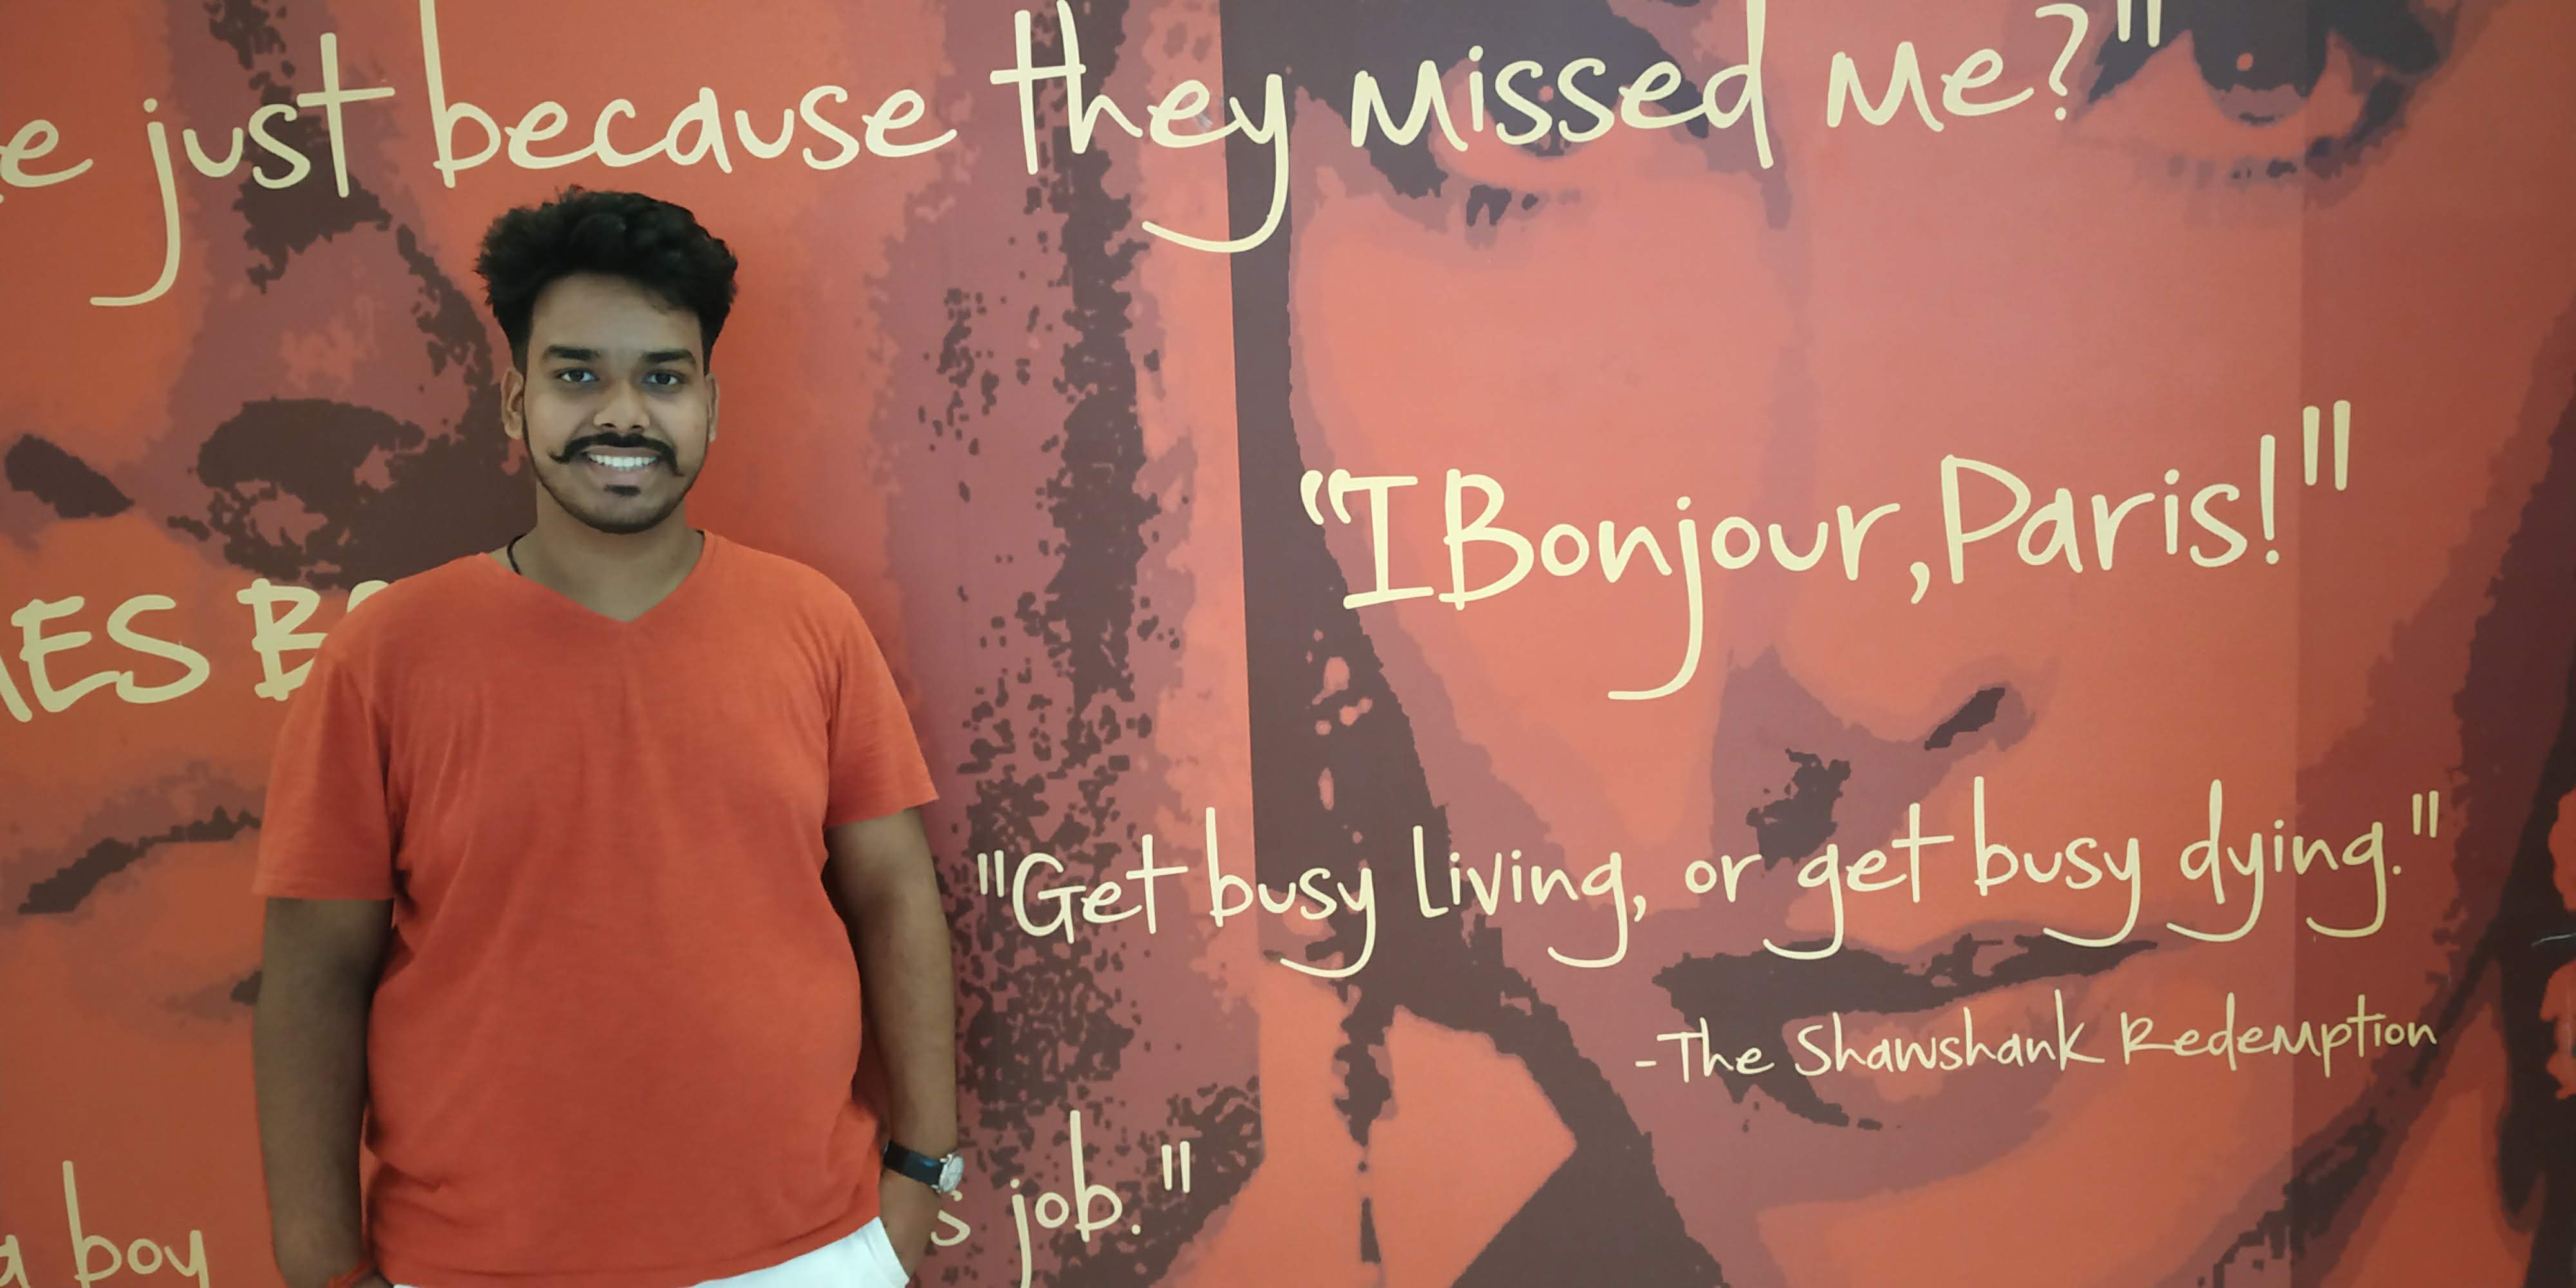 e just because they missed me?"
"I Bonjour, Paris!"
MES B
"Get busy living, or get busy dying."
-The Shawshank Redemption
s job."
a boy